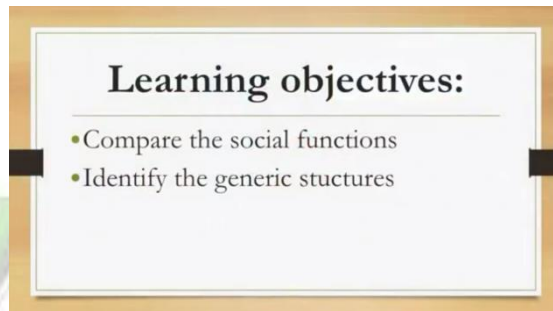 Learning objectives:
•Compare the social functions
•Identify the generic stuctures